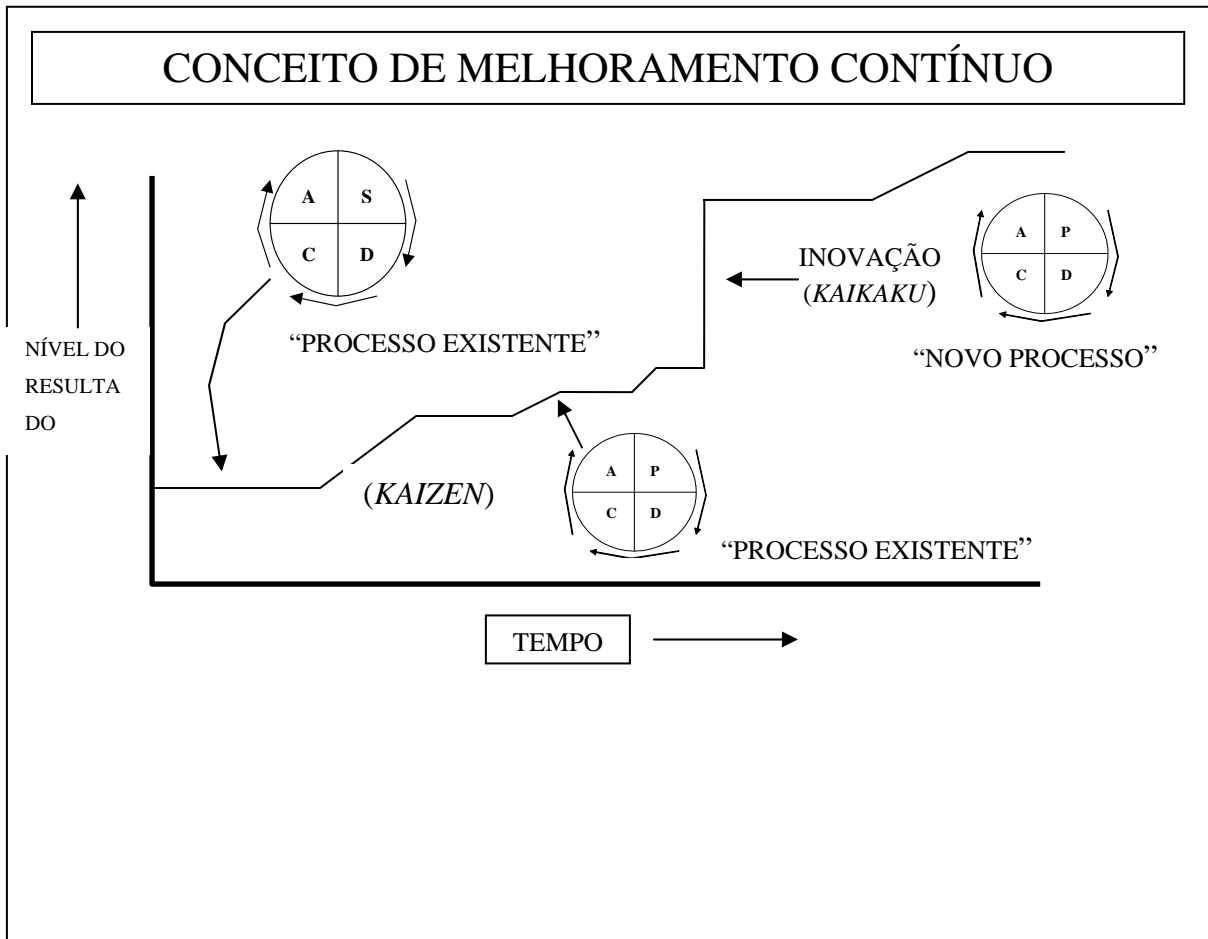 CONCEITO DE MELHORAMENTO CONTÍNUO
A S
C D
“PROCESSO EXISTENTE”
INOVAÇÃO
(KAIKAKU)
A P
C D
“NOVO PROCESSO”
NÍVEL DO
RESULTA
DO
(KAIZEN)
A P
C D
“PROCESSO EXISTENTE”
TEMPO